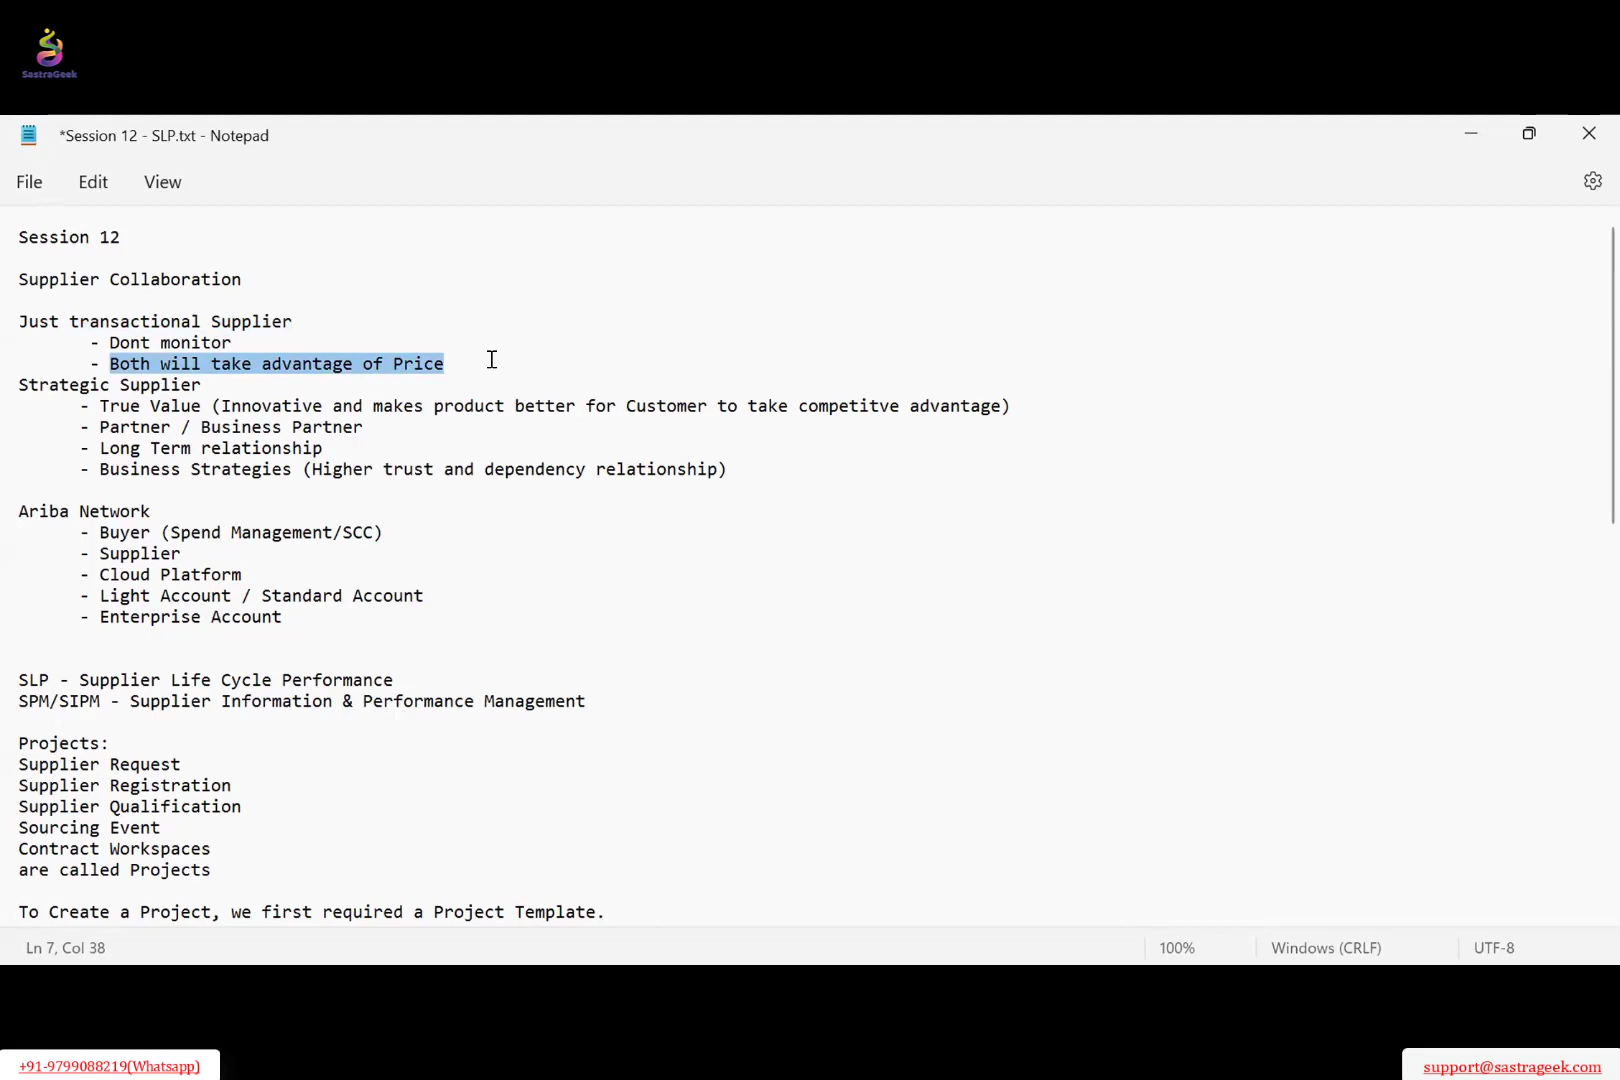 SastraGeek
*Session 12 - SLP.txt - Notepad
File Edit View
Session 12
Supplier Collaboration
Just transactional Supplier
- Dont monitor
- Both will take advantage of Price
Strategic Supplier
- True Value (Innovative and makes product better for Customer to take competitve advantage)
- Partner / Business Partner
- Long Term relationship
- Business Strategies (Higher trust and dependency relationship)
Ariba Network
- Buyer (Spend Management/SCC)
- Supplier
- Cloud Platform
- Light Account / Standard Account
- Enterprise Account
SLP - Supplier Life Cycle Performance
SPM/SIPM - Supplier Information & Performance Management
Projects:
Supplier Request
Supplier Registration
Supplier Qualification
Sourcing Event
Contract Workspaces
are called Projects
To Create a Project, we first required a Project Template.
Ln 7, Col 38 100% Windows (CRLF) UTF-8
+91-9799088219(Whatsapp) support@sastrageek.com